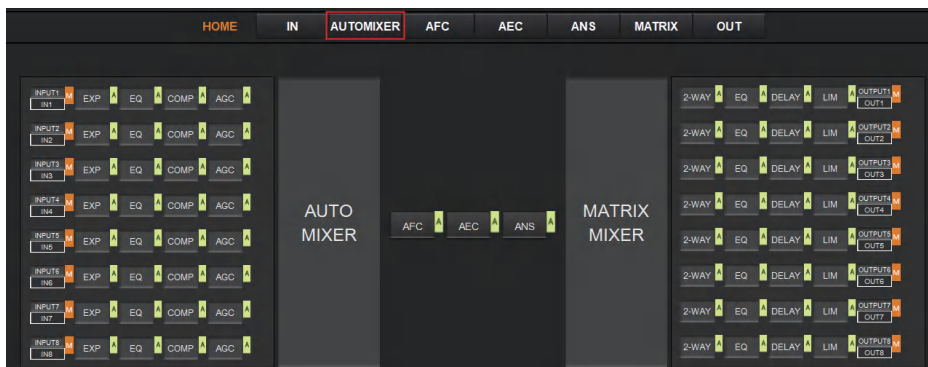 HOME IN AUTOMIXER AFC AEC ANS MATRIX OUT
INPUT1 M EXP A EQ A COMP A AGC A
IN1
INPUT2 M EXP A EQ A COMP A AGC A
IN2
INPUT3 M EXP A EQ A COMP A AGC A
IN3
INPUT4 M EXP A EQ A COMP A AGC A
IN4
INPUT5 M EXP A EQ A COMP A AGC A
IN5
INPUT6 M EXP A EQ A COMP A AGC A
IN6
INPUT7 M EXP A EQ A COMP A AGC A
IN7
INPUT8 M EXP A EQ A COMP A AGC A
IN8
AUTO
MIXER
AFC A AEC A ANS A
MATRIX
MIXER
2-WAY A EQ A DELAY A LIM A OUTPUT1 M
OUT1
2-WAY A EQ A DELAY A LIM A OUTPUT2 M
OUT2
2-WAY A EQ A DELAY A LIM A OUTPUT3 M
OUT3
2-WAY A EQ A DELAY A LIM A OUTPUT4 M
OUT4
2-WAY A EQ A DELAY A LIM A OUTPUT5 M
OUT5
2-WAY A EQ A DELAY A LIM A OUTPUT6 M
OUT6
2-WAY A EQ A DELAY A LIM A OUTPUT7 M
OUT7
2-WAY A EQ A DELAY A LIM A OUTPUT8 M
OUT8